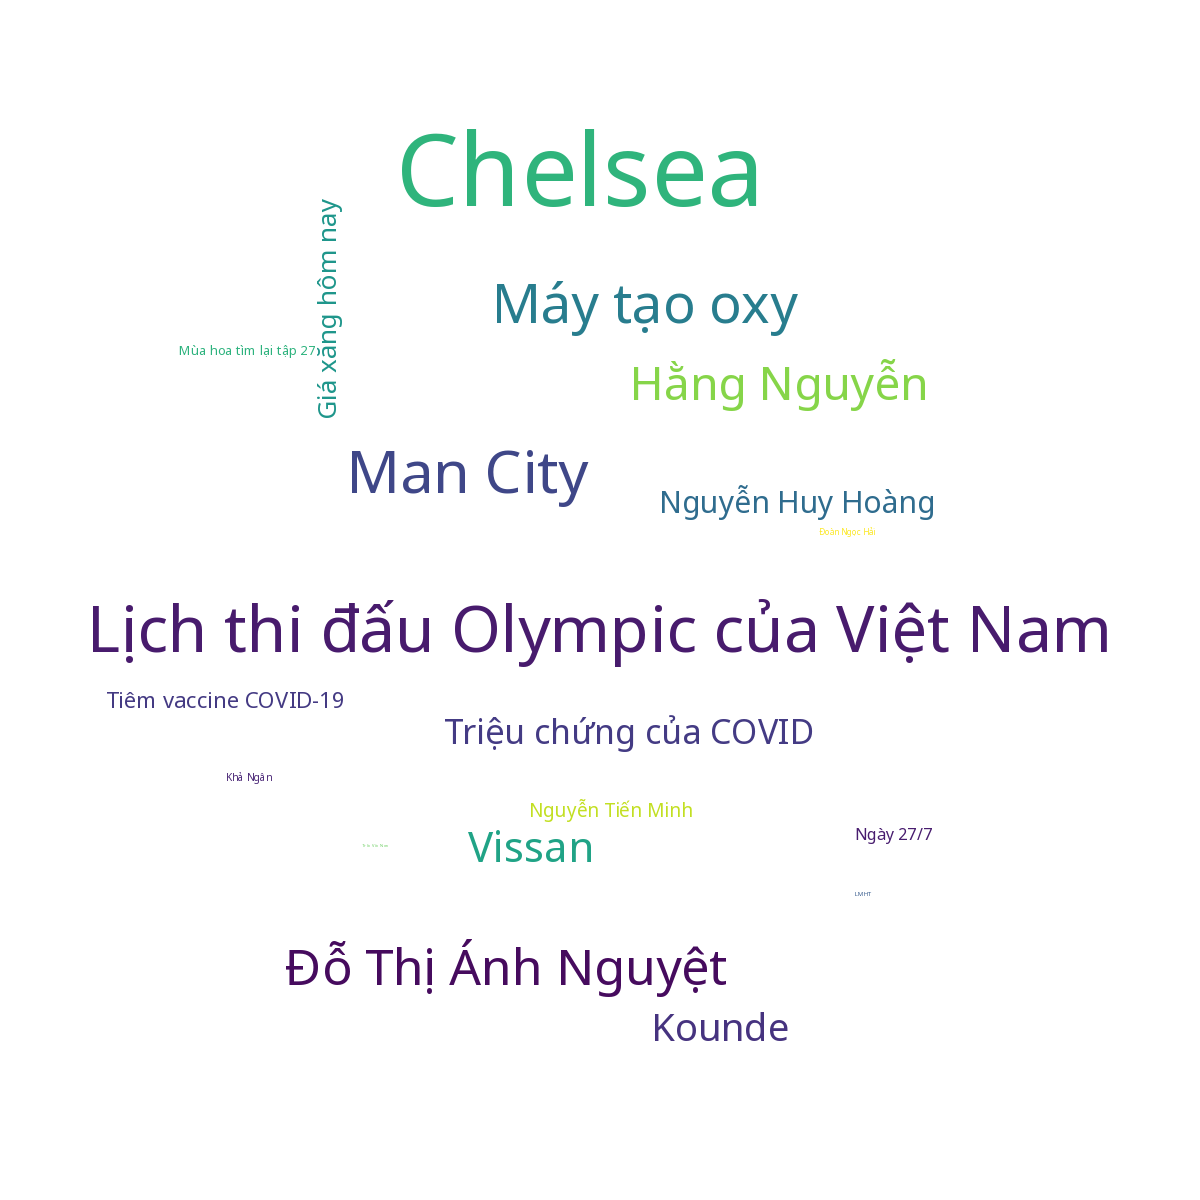 Chelsea
Giá xăng hôm nay
Máy tạo oxy
Mùa hoa tìm lại tập 27
Hằng Nguyễn
Man City
Nguyễn Huy Hoàng
Đoàn Ngọc Hải
Lịch thi đấu Olympic của Việt Nam
Tiêm vaccine COVID-19
Triệu chứng của COVID
Khả Ngân
Nguyễn Tiến Minh
Ngày 27/7
Vissan
LMHT
Đỗ Thị Ánh Nguyệt
Kounde